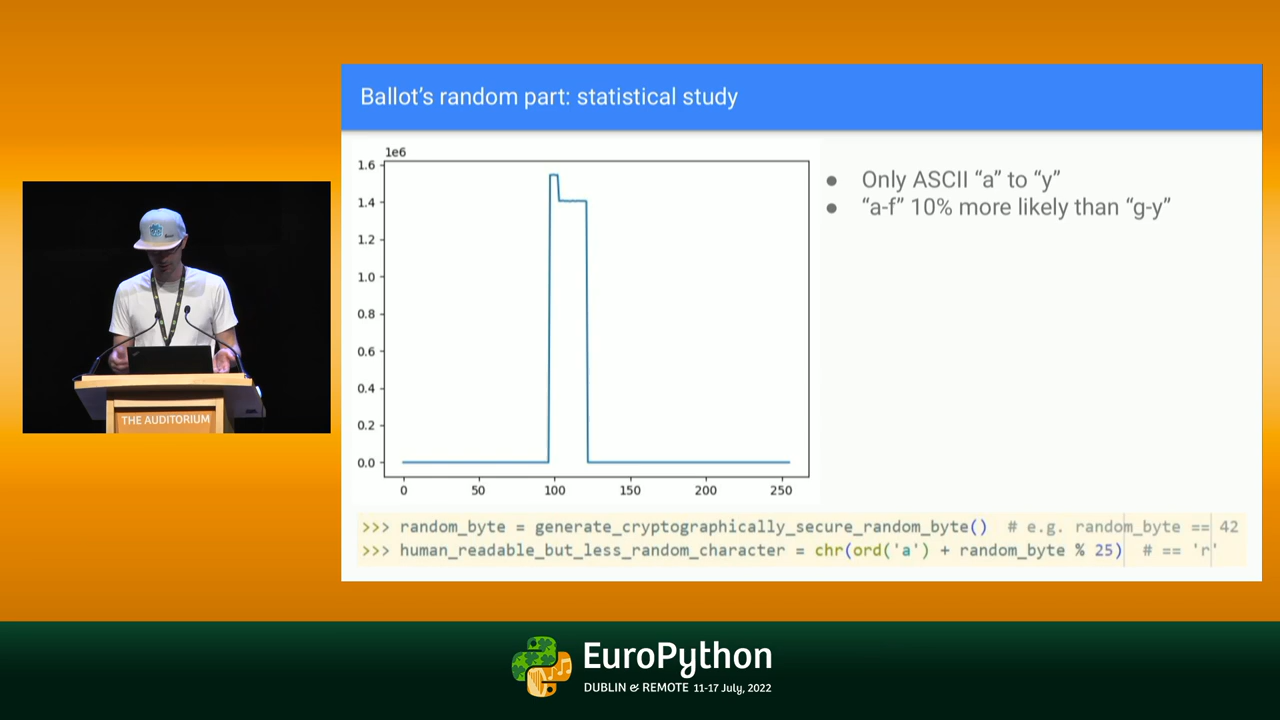 Ballot's random part: statistical study
1e6
1.6
1.4
1.2
1.0
0.8
0.6
0.4
0.2
0.0
0 50 100 150 200 250
● Only ASCII “a” to “y”
● “a-f” 10% more likely than “g-y”
>>> random_byte = generate_cryptographically_secure_random_byte() # e.g. random_byte == 42
>>> human_readable_but_less_random_character = chr(ord('a') + random_byte % 25) # == 'r'
THE AUDITORIUM
EuroPython
DUBLIN & REMOTE 11-17 July, 2022